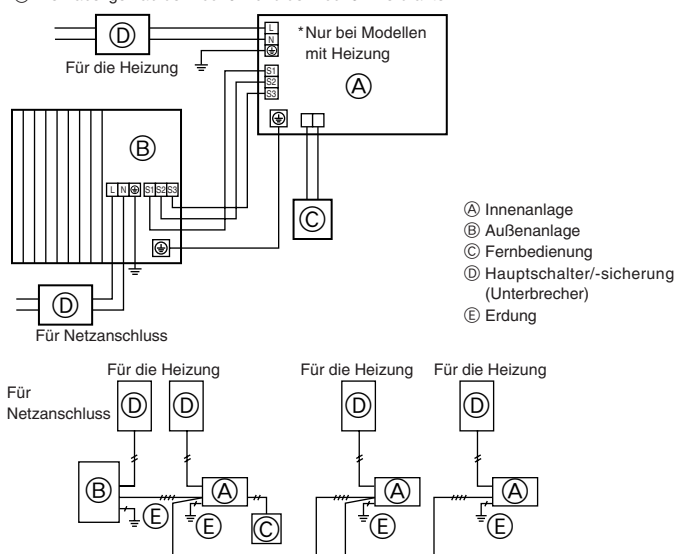 L
N
*Nur bei Modellen
mit Heizung
Ⓓ
Für die Heizung
S1
S2
S3
Ⓐ
Ⓑ
L N S1 S2 S3
Ⓒ
Ⓐ Innenanlage
Ⓑ Außenanlage
Ⓒ Fernbedienung
Ⓓ Hauptschalter/-sicherung
(Unterbrecher)
Ⓔ Erdung
Ⓓ
Für Netzanschluss
Für die Heizung Für die Heizung Für die Heizung
Für
Netzanschluss
Ⓓ Ⓓ Ⓓ Ⓓ
Ⓑ Ⓐ Ⓐ Ⓐ
Ⓔ Ⓔ Ⓒ Ⓔ Ⓔ